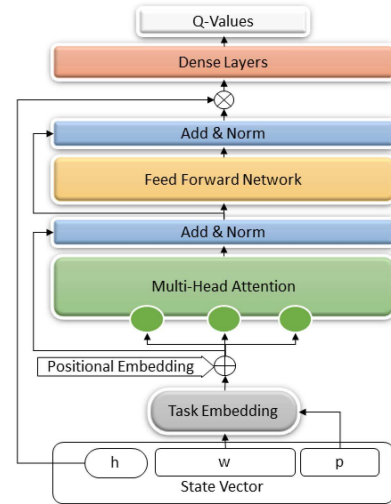 Q-Values
Dense Layers
Add & Norm
Feed Forward Network
Add & Norm
Multi-Head Attention
Positional Embedding
Task Embedding
h
w
p
State Vector